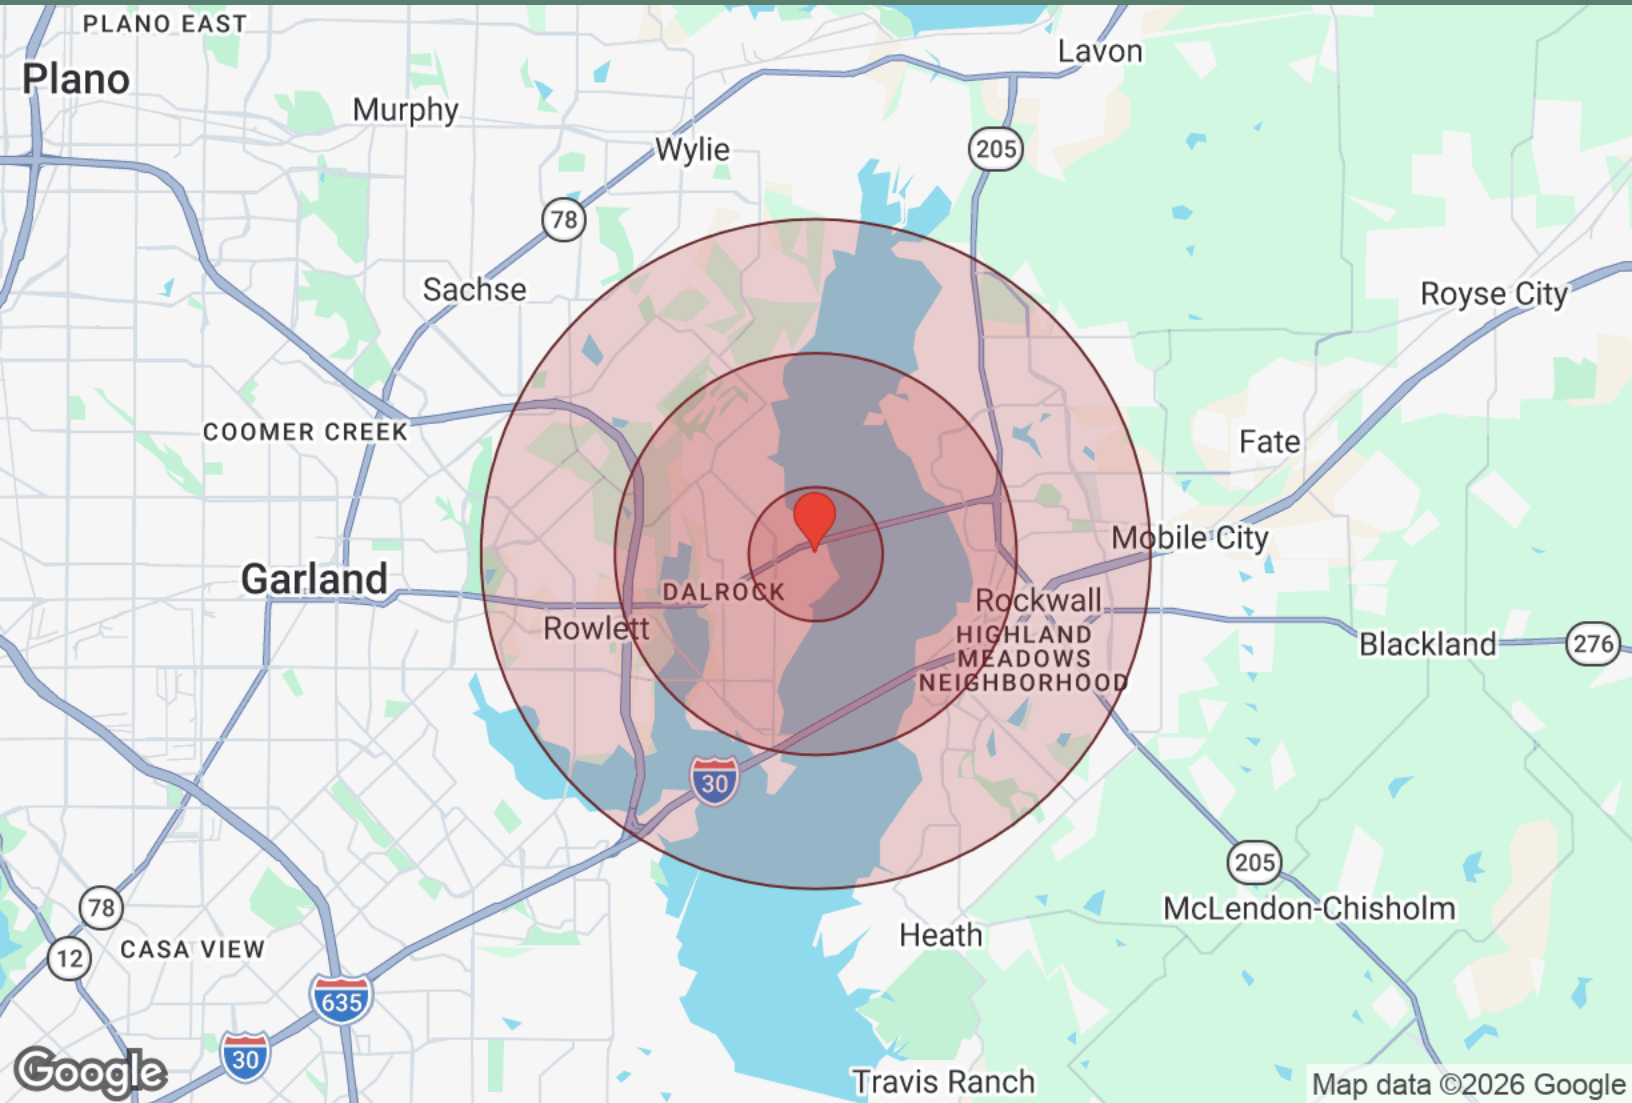 PLANO EAST
Plano
Lavon
Murphy
Wylie
205
78
Sachse
Royse City
COOMER CREEK
Fate
Mobile City
Garland
DALROCK
Rockwall
Rowlett
HIGHLAND
MEADOWS
NEIGHBORHOOD
Blackland
276
30
205
78
McLendon-Chisholm
Heath
CASA VIEW
12
635
30
Google
Travis Ranch
Map data ©2026 Google